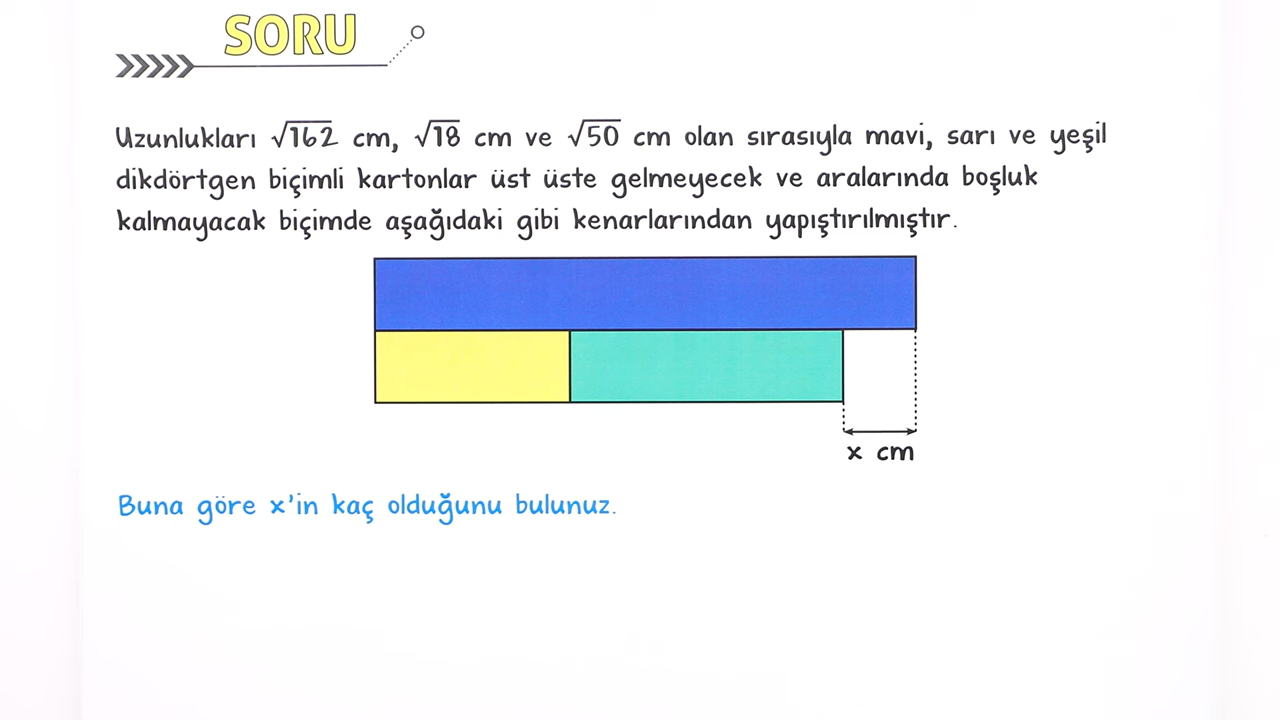 SORU
Uzunlukları √162 cm, √18 cm ve √50 cm olan sırasıyla mavi, sarı ve yeşil
dikdörtgen biçimli kartonlar üst üste gelmeyecek ve aralarında boşluk
kalmayacak biçimde aşağıdaki gibi kenarlarından yapıştırılmıştır.
x cm
Buna göre x'in kaç olduğunu bulunuz.